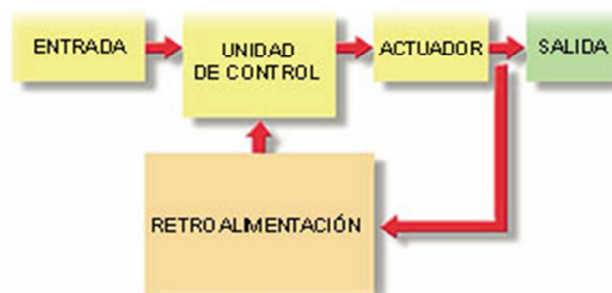 ENTRADA
UNIDAD
DE CONTROL
ACTUADOR
SALIDA
RETROALIMENTACIÓN